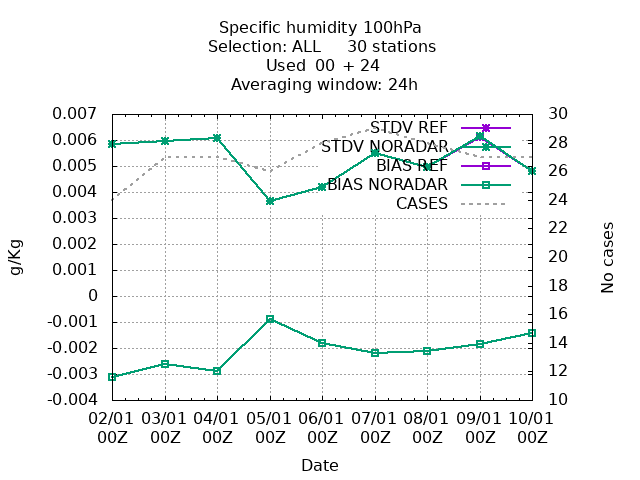 Specific humidity 100hPa
Selection: ALL 30 stations
Used 00 + 24
Averaging window: 24h
0.007
0.006
0.005
0.004
0.003
0.002
0.001
0
-0.001
-0.002
-0.003
-0.004
g/Kg
STDV REF
STDV NORADAR
BIAS REF
BIAS NORADAR
CASES
30
28
26
24
22
20
18
16
14
12
10
No cases
02/01 03/01 04/01 05/01 06/01 07/01 08/01 09/01 10/01
00Z 00Z 00Z 00Z 00Z 00Z 00Z 00Z 00Z
Date